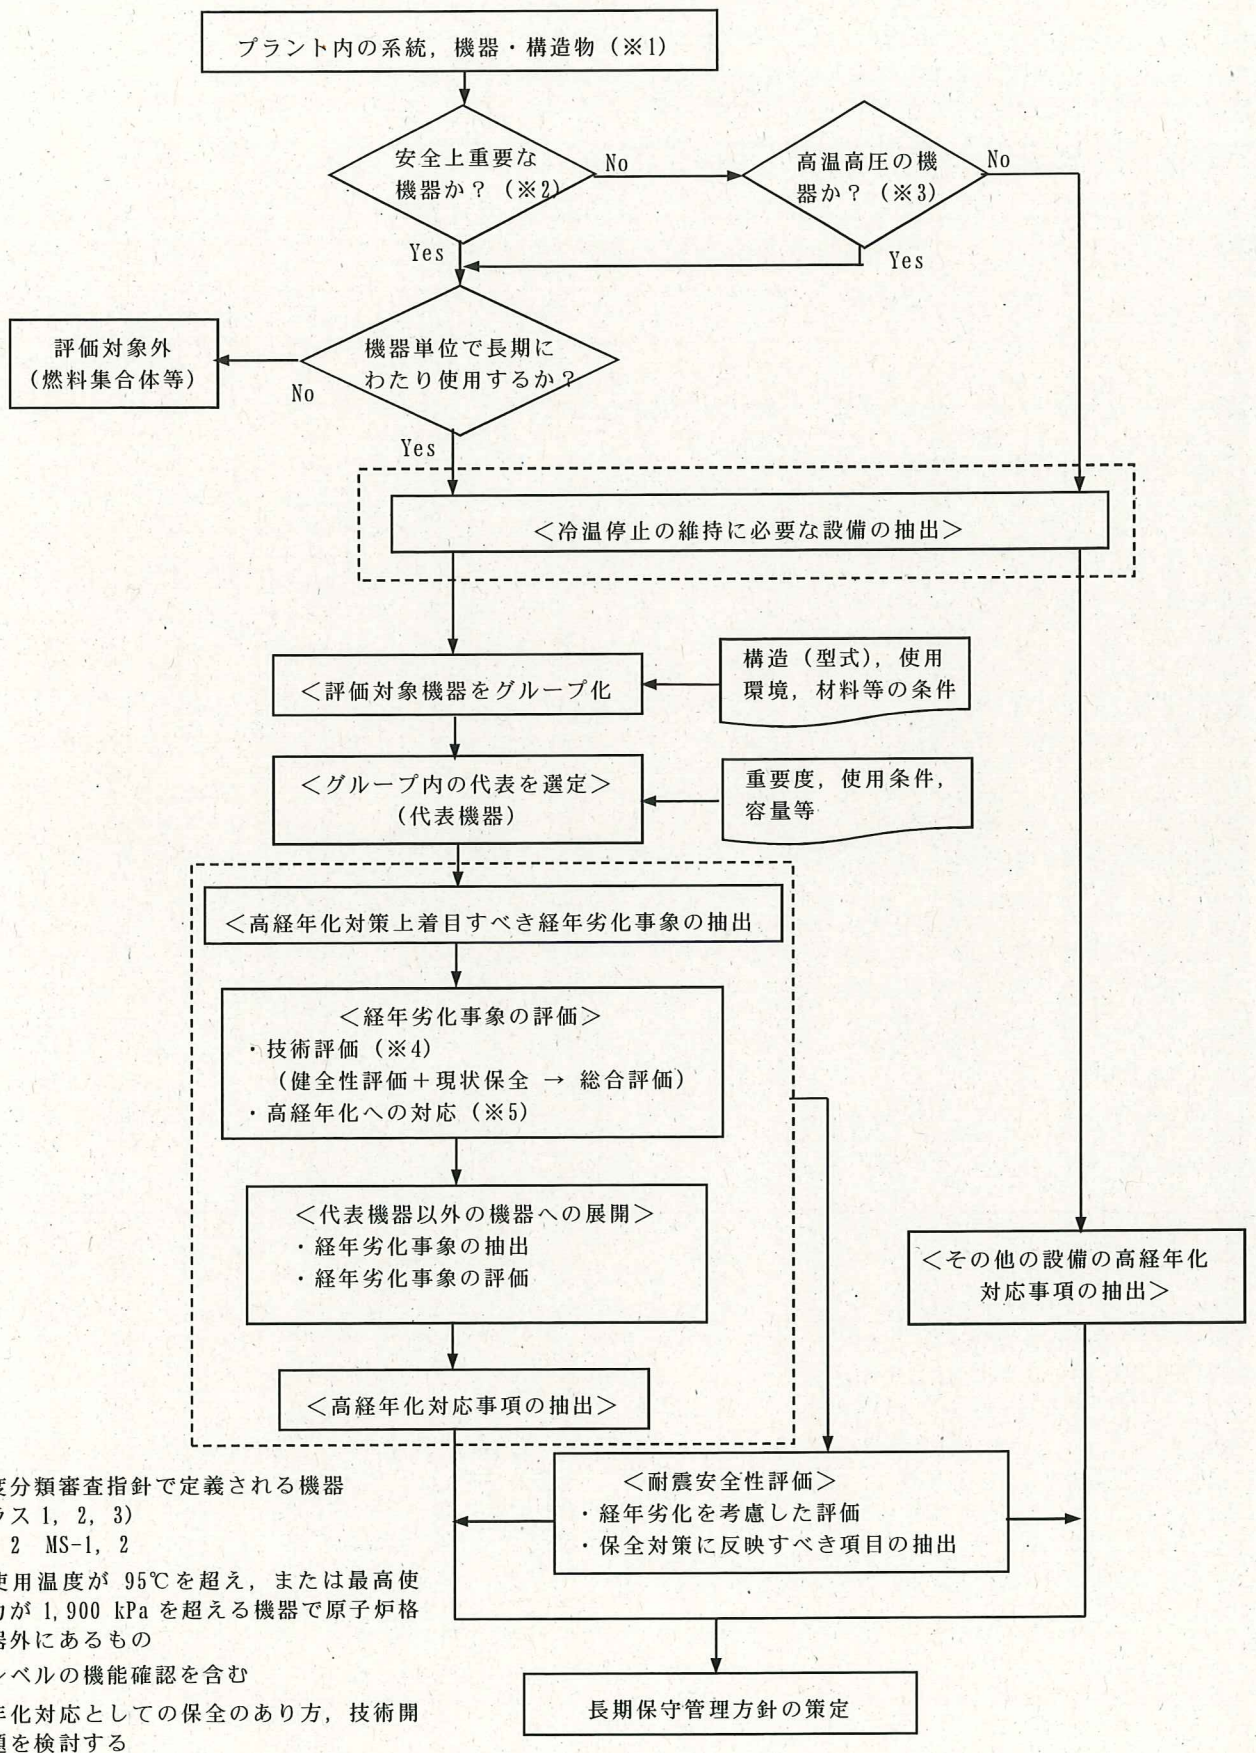 プラント内の系統，機器・構造物（※1）
安全上重要な
機器か？（※2）
No
高温高圧の機
器か？（※3）
No
Yes
Yes
評価対象外
（燃料集合体等）
No
機器単位で長期に
わたり使用するか？
Yes
＜冷温停止の維持に必要な設備の抽出＞
＜評価対象機器をグループ化
構造（型式），使用
環境，材料等の条件
＜グループ内の代表を選定＞
（代表機器）
重要度，使用条件，
容量等
＜高経年化対策上着目すべき経年劣化事象の抽出
＜経年劣化事象の評価＞
・技術評価（※4）
（健全性評価＋現状保全 → 総合評価）
・高経年化への対応（※5）
＜代表機器以外の機器への展開＞
・経年劣化事象の抽出
・経年劣化事象の評価
＜その他の設備の高経年化
対応事項の抽出＞
＜高経年化対応事項の抽出＞
＜耐震安全性評価＞
・経年劣化を考慮した評価
・保全対策に反映すべき項目の抽出
度分類審査指針で定義される機器
ラス 1, 2, 3)
2 MS-1, 2
使用温度が 95℃を超え，または最高使
力が 1,900 kPa を超える機器で原子炉格
器外にあるもの
レベルの機能確認を含む
年化対応としての保全のあり方，技術開
題を検討する
長期保守管理方針の策定